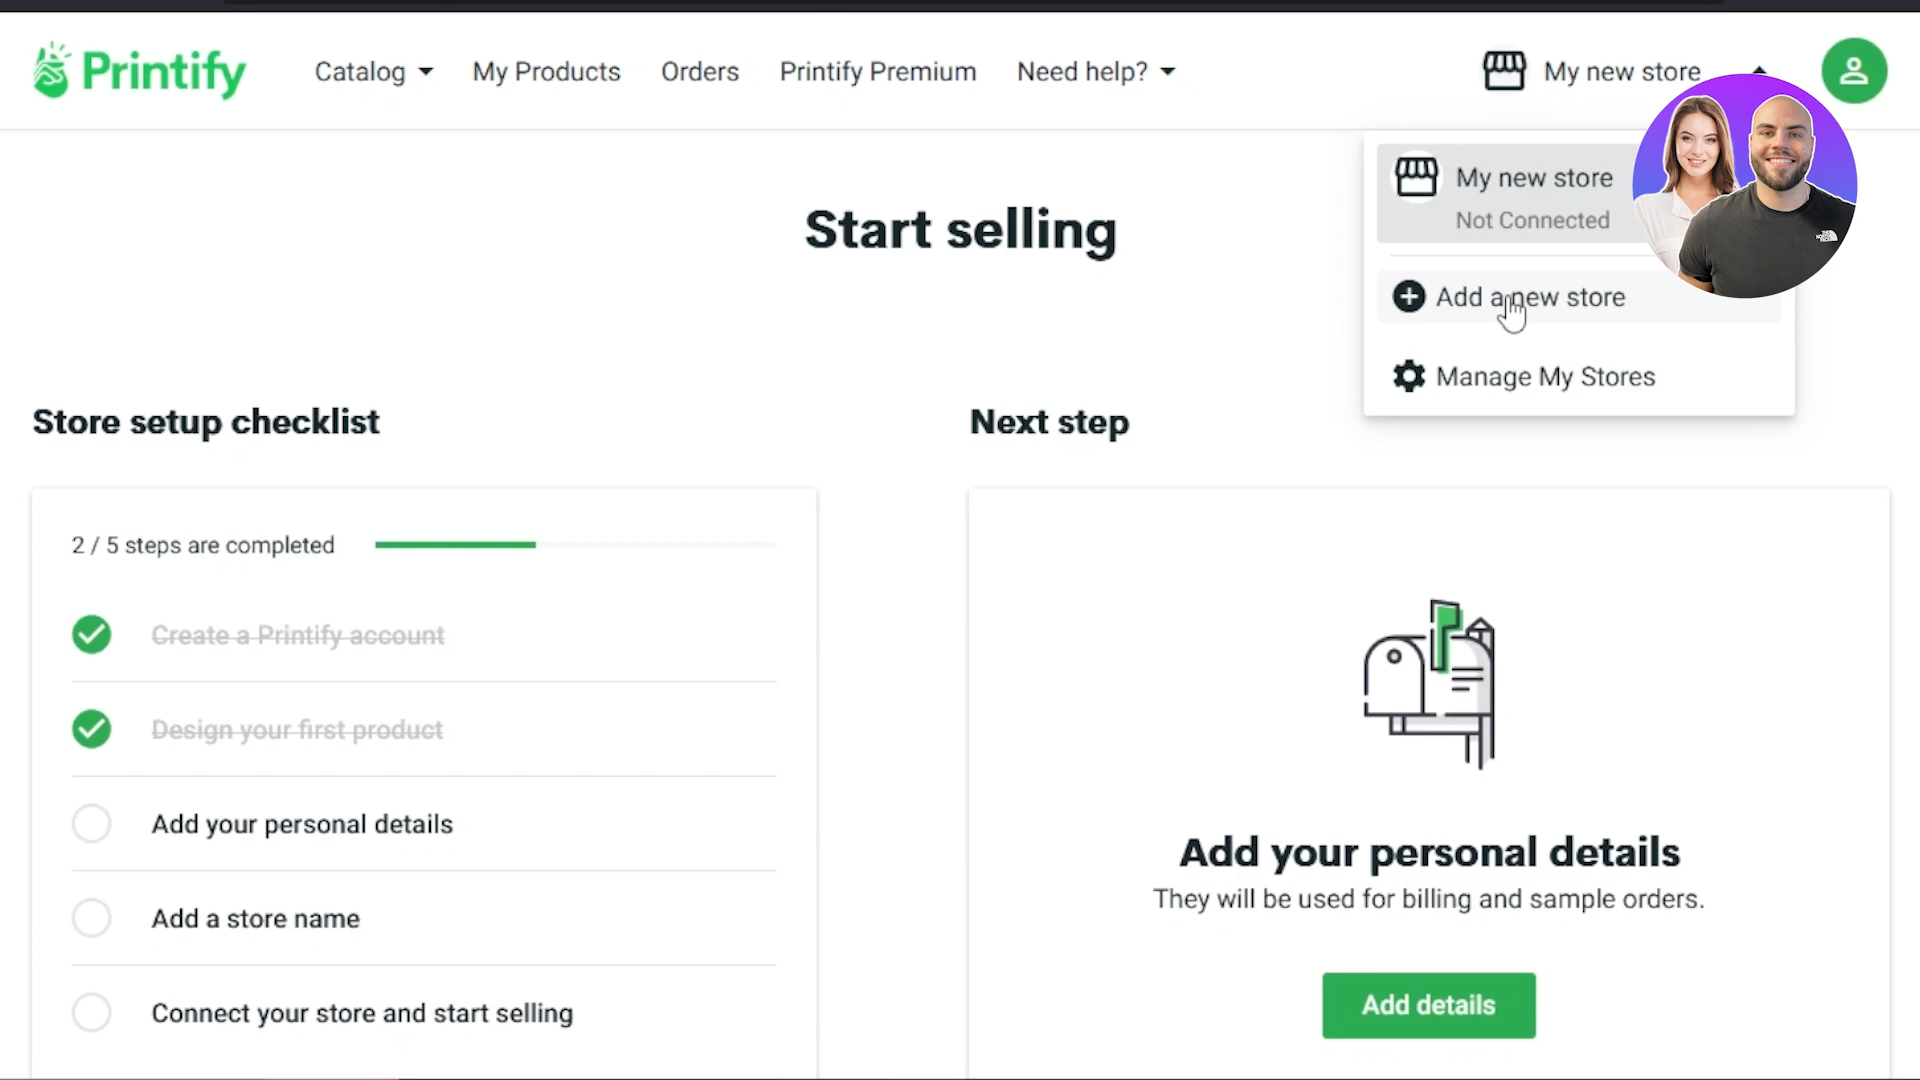 Printify
Catalog
My Products
Orders
Printify Premium
Need help?
My new store
My new store
Not Connected
Add a new store
Manage My Stores
Start selling
Store setup checklist
2 / 5 steps are completed
Create a Printify account
Design your first product
Add your personal details
Add a store name
Connect your store and start selling
Next step
Add your personal details
They will be used for billing and sample orders.
Add details